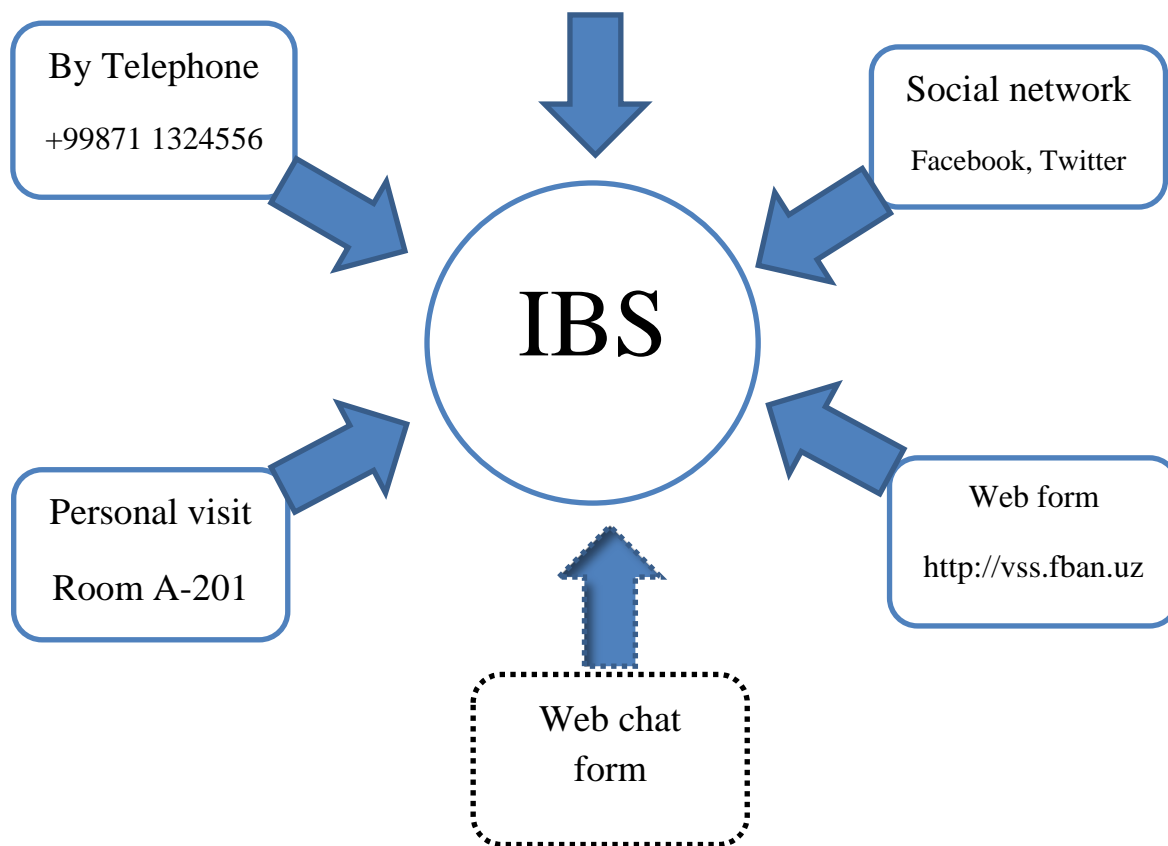 By Telephone
+99871 1324556
Social network
Facebook, Twitter
IBS
Personal visit
Room A-201
Web form
http://vss.fban.uz
Web chat
form